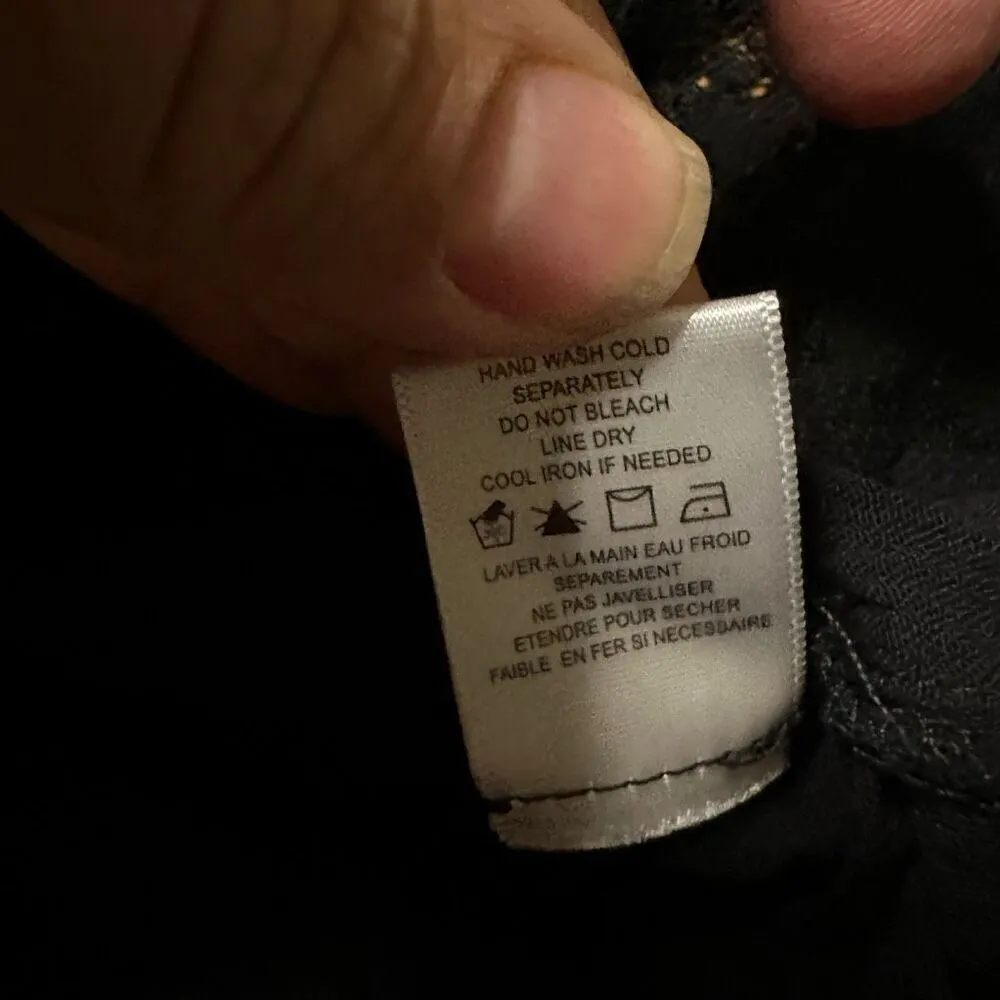 HAND WASH COLD
SEPARATELY
DO NOT BLEACH
LINE DRY
COOL IRON IF NEEDED
LAVER A LA MAIN EAU FROID
SEPAREMENT
NE PAS JAVELLISER
ETENDRE POUR SECHER
FAIBLE EN FER SI NECESSAIRE